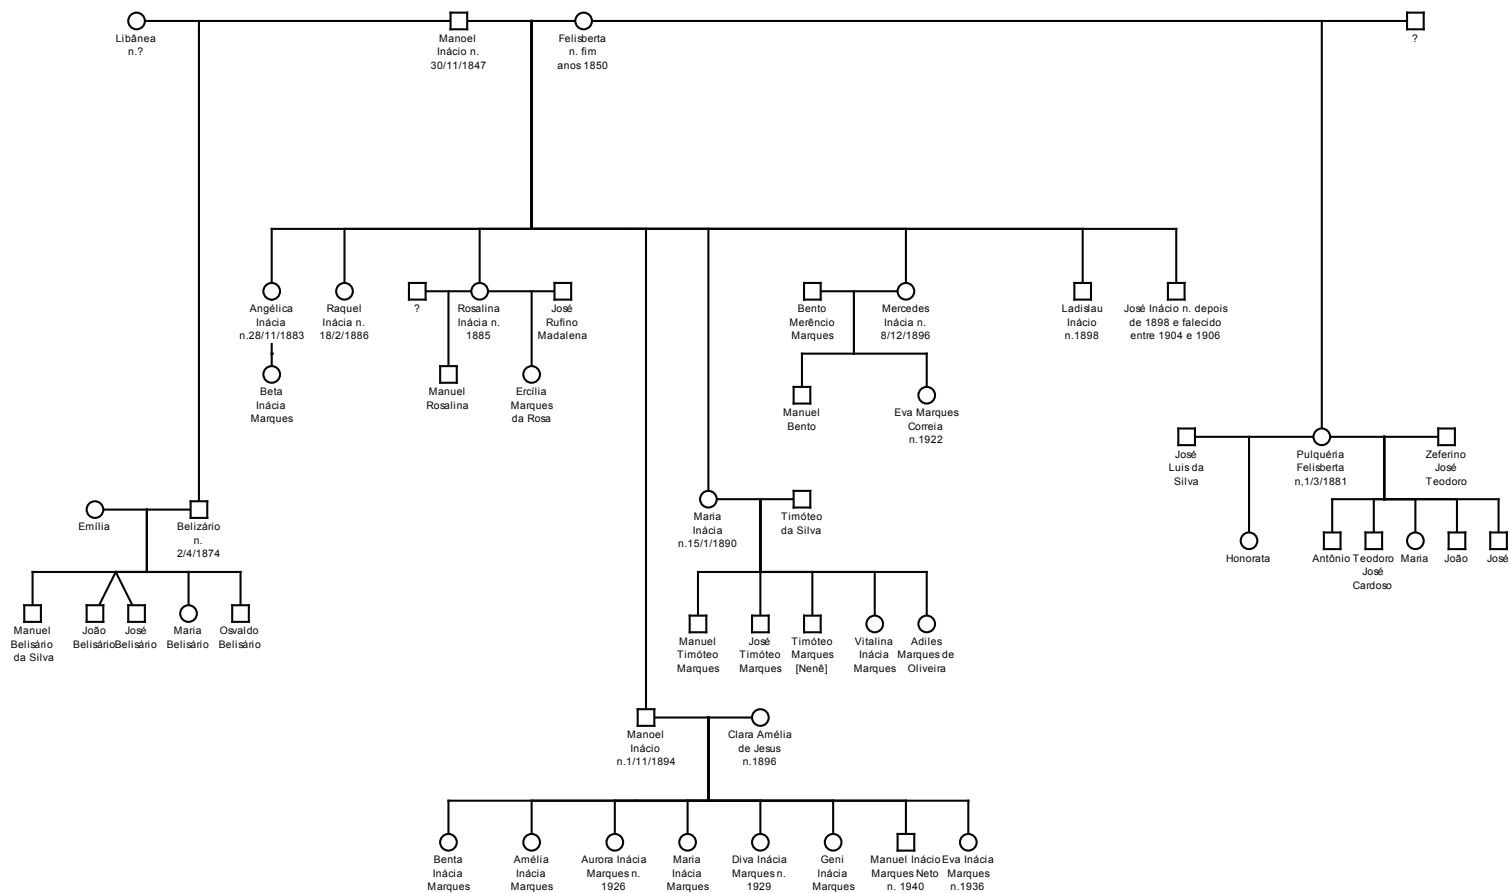 Libânea
n.?
Manoel
Inácio n.
30/11/1847
Felisberta
n. fim
anos 1850
?
Angélica
Inácia
n.28/11/1883
Raquel
Inácia n.
18/2/1886
?
Rosalina
Inácia n.
1885
José
Rufino
Madalena
Bento
Merêncio
Marques
Mercedes
Inácia n.
8/12/1896
Ladislau
Inácio
n.1898
José Inácio n. depois
de 1898 e falecido
entre 1904 e 1906
Beta
Inácia
Marques
Manuel
Rosalina
Ercília
Marques
da Rosa
Manuel
Bento
Eva Marques
Correia
n.1922
José
Luis da
Silva
Pulquéria
Felisberta
n,1/3/1881
Zeferino
José
Teodoro
Emília
Belizário
n.
2/4/1874
Maria
Inácia
n.15/1/1890
Timóteo
da Silva
Honorata
Antônio
Teodoro
José
Cardoso
Maria
João
José
Manuel
Belisário
da Silva
João
Belisário
José
Belisário
Maria
Belisário
Osvaldo
Belisário
Manuel
Timóteo
Marques
José
Timóteo
Marques
Timóteo
Marques
[Nenê]
Vitalina
Inácia
Marques
Adiles
Marques de
Oliveira
Manoel
Inácio
n.1/11/1894
Clara Amélia
de Jesus
n.1896
Benta
Inácia
Marques
Amélia
Inácia
Marques
Aurora Inácia
Marques n.
1926
Maria
Inácia
Marques
Diva Inácia
Marques n.
1929
Geni
Inácia
Marques
Manuel Inácio
Marques Neto
n. 1940
Eva Inácia
Marques
n.1936